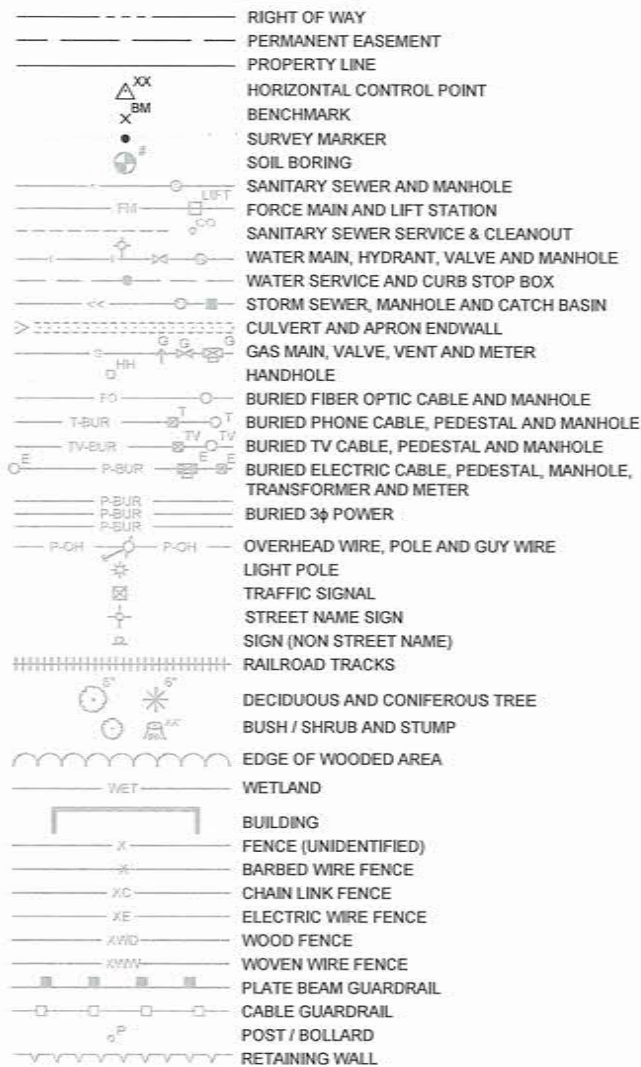 RIGHT OF WAY
PERMANENT EASEMENT
PROPERTY LINE
XX HORIZONTAL CONTROL POINT
BM BENCHMARK
SURVEY MARKER
# SOIL BORING
SANITARY SEWER AND MANHOLE
FM LIFT FORCE MAIN AND LIFT STATION
CO SANITARY SEWER SERVICE & CLEANOUT
WATER MAIN, HYDRANT, VALVE AND MANHOLE
WATER SERVICE AND CURB STOP BOX
<< STORM SEWER, MANHOLE AND CATCH BASIN
CULVERT AND APRON ENDWALL
G G G G GAS MAIN, VALVE, VENT AND METER
HH HANDHOLE
FO BURIED FIBER OPTIC CABLE AND MANHOLE
T-BUR T T BURIED PHONE CABLE, PEDESTAL AND MANHOLE
TV-BUR TV TV BURIED TV CABLE, PEDESTAL AND MANHOLE
E P-BUR E E BURIED ELECTRIC CABLE, PEDESTAL, MANHOLE,
TRANSFORMER AND METER
P-BUR
P-BUR BURIED 3ϕ POWER
P-BUR
P-OH P-OH OVERHEAD WIRE, POLE AND GUY WIRE
LIGHT POLE
TRAFFIC SIGNAL
STREET NAME SIGN
SIGN (NON STREET NAME)
RAILROAD TRACKS
DECIDUOUS AND CONIFEROUS TREE
BUSH / SHRUB AND STUMP
EDGE OF WOODED AREA
WET WETLAND
BUILDING
X FENCE (UNIDENTIFIED)
X BARBED WIRE FENCE
XC CHAIN LINK FENCE
XE ELECTRIC WIRE FENCE
XWD WOOD FENCE
XWW WOVEN WIRE FENCE
PLATE BEAM GUARDRAIL
CABLE GUARDRAIL
P POST / BOLLARD
RETAINING WALL